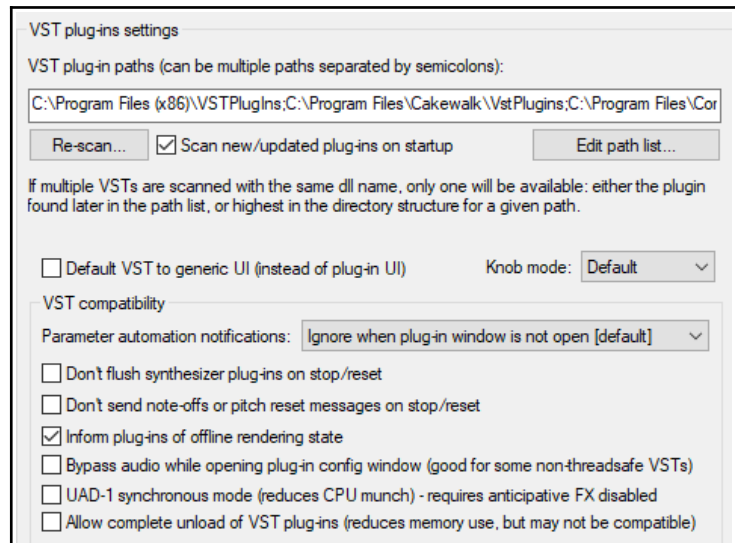 VST plug-ins settings
VST plug-in paths (can be multiple paths separated by semicolons):
C:\Program Files (x86)\VSTPlugIns;C:\Program Files\Cakewalk\VstPlugins;C:\Program Files\Cor
Re-scan... Scan new/updated plug-ins on startup Edit path list...
If multiple VSTs are scanned with the same dll name, only one will be available: either the plugin
found later in the path list, or highest in the directory structure for a given path.
Default VST to generic UI (instead of plug-in UI) Knob mode: Default
VST compatibility
Parameter automation notifications: Ignore when plug-in window is not open [default]
Don't flush synthesizer plug-ins on stop/reset
Don't send note-offs or pitch reset messages on stop/reset
Inform plug-ins of offline rendering state
Bypass audio while opening plug-in config window (good for some non-threadsafe VSTs)
UAD-1 synchronous mode (reduces CPU munch) - requires anticipative FX disabled
Allow complete unload of VST plug-ins (reduces memory use, but may not be compatible)